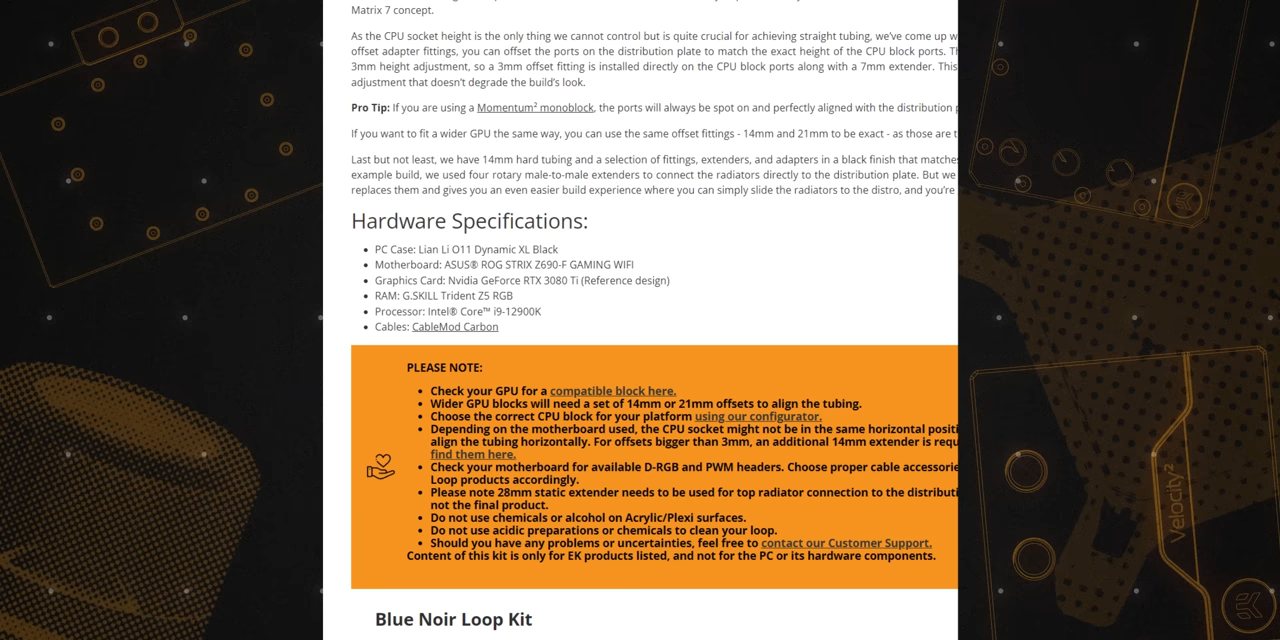 Matrix 7 concept.
As the CPU socket height is the only thing we cannot control but is quite crucial for achieving straight tubing, we’ve come up w
offset adapter fittings, you can offset the ports on the distribution plate to match the exact height of the CPU block ports. Th
3mm height adjustment, so a 3mm offset fitting is installed directly on the CPU block ports along with a 7mm extender. This
adjustment that doesn’t degrade the build’s look.
Pro Tip: If you are using a Momentum² monoblock, the ports will always be spot on and perfectly aligned with the distribution p
If you want to fit a wider GPU the same way, you can use the same offset fittings - 14mm and 21mm to be exact - as those are t
Last but not least, we have 14mm hard tubing and a selection of fittings, extenders, and adapters in a black finish that matches
example build, we used four rotary male-to-male extenders to connect the radiators directly to the distribution plate. But we
replaces them and gives you an even easier build experience where you can simply slide the radiators to the distro, and you’re
Hardware Specifications:
PC Case: Lian Li O11 Dynamic XL Black
Motherboard: ASUS® ROG STRIX Z690-F GAMING WIFI
Graphics Card: Nvidia GeForce RTX 3080 Ti (Reference design)
RAM: G.SKILL Trident Z5 RGB
Processor: Intel® Core™ i9-12900K
Cables: CableMod Carbon
PLEASE NOTE:
Check your GPU for a compatible block here.
Wider GPU blocks will need a set of 14mm or 21mm offsets to align the tubing.
Choose the correct CPU block for your platform using our configurator.
Depending on the motherboard used, the CPU socket might not be in the same horizontal positi
align the tubing horizontally. For offsets bigger than 3mm, an additional 14mm extender is requ
find them here.
Check your motherboard for available D-RGB and PWM headers. Choose proper cable accessorie
Loop products accordingly.
Please note 28mm static extender needs to be used for top radiator connection to the distributi
not the final product.
Do not use chemicals or alcohol on Acrylic/Plexi surfaces.
Do not use acidic preparations or chemicals to clean your loop.
Should you have any problems or uncertainties, feel free to contact our Customer Support.
Content of this kit is only for EK products listed, and not for the PC or its hardware components.
Blue Noir Loop Kit
Velocity²